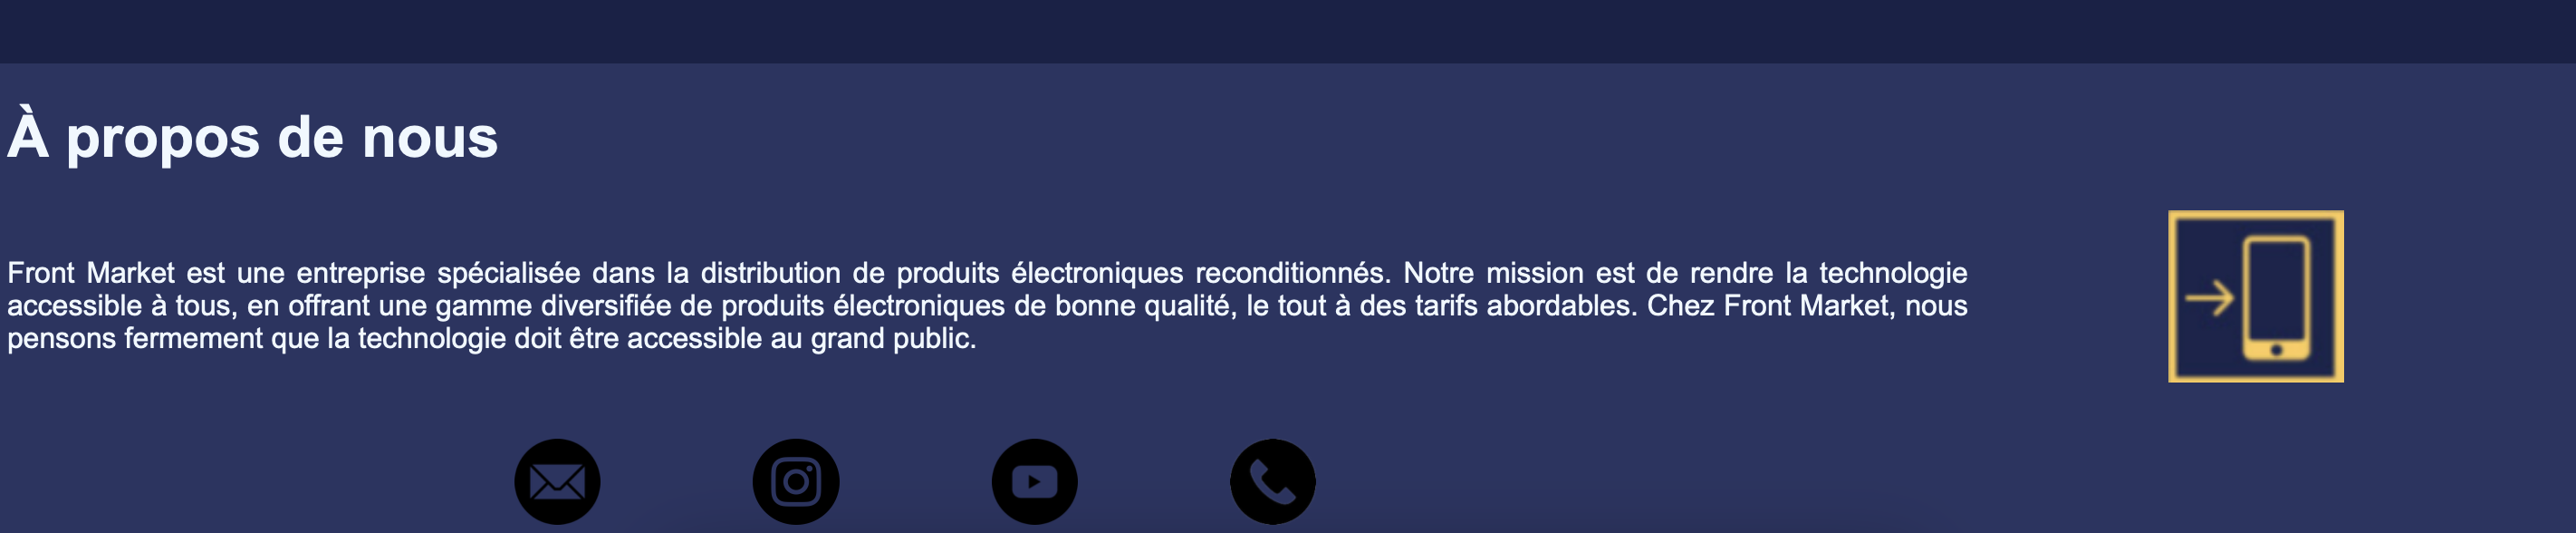 À propos de nous
Front Market est une entreprise spécialisée dans la distribution de produits électroniques reconditionnés. Notre mission est de rendre la technologie
accessible à tous, en offrant une gamme diversifiée de produits électroniques de bonne qualité, le tout à des tarifs abordables. Chez Front Market, nous
pensons fermement que la technologie doit être accessible au grand public.